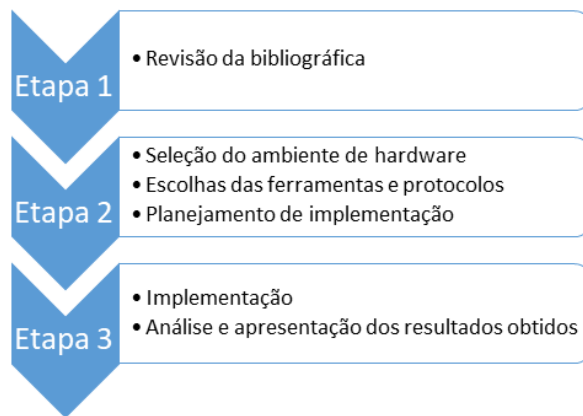 Etapa 1
• Revisão da bibliográfica
Etapa 2
• Seleção do ambiente de hardware
• Escolhas das ferramentas e protocolos
• Planejamento de implementação
Etapa 3
• Implementação
• Análise e apresentação dos resultados obtidos